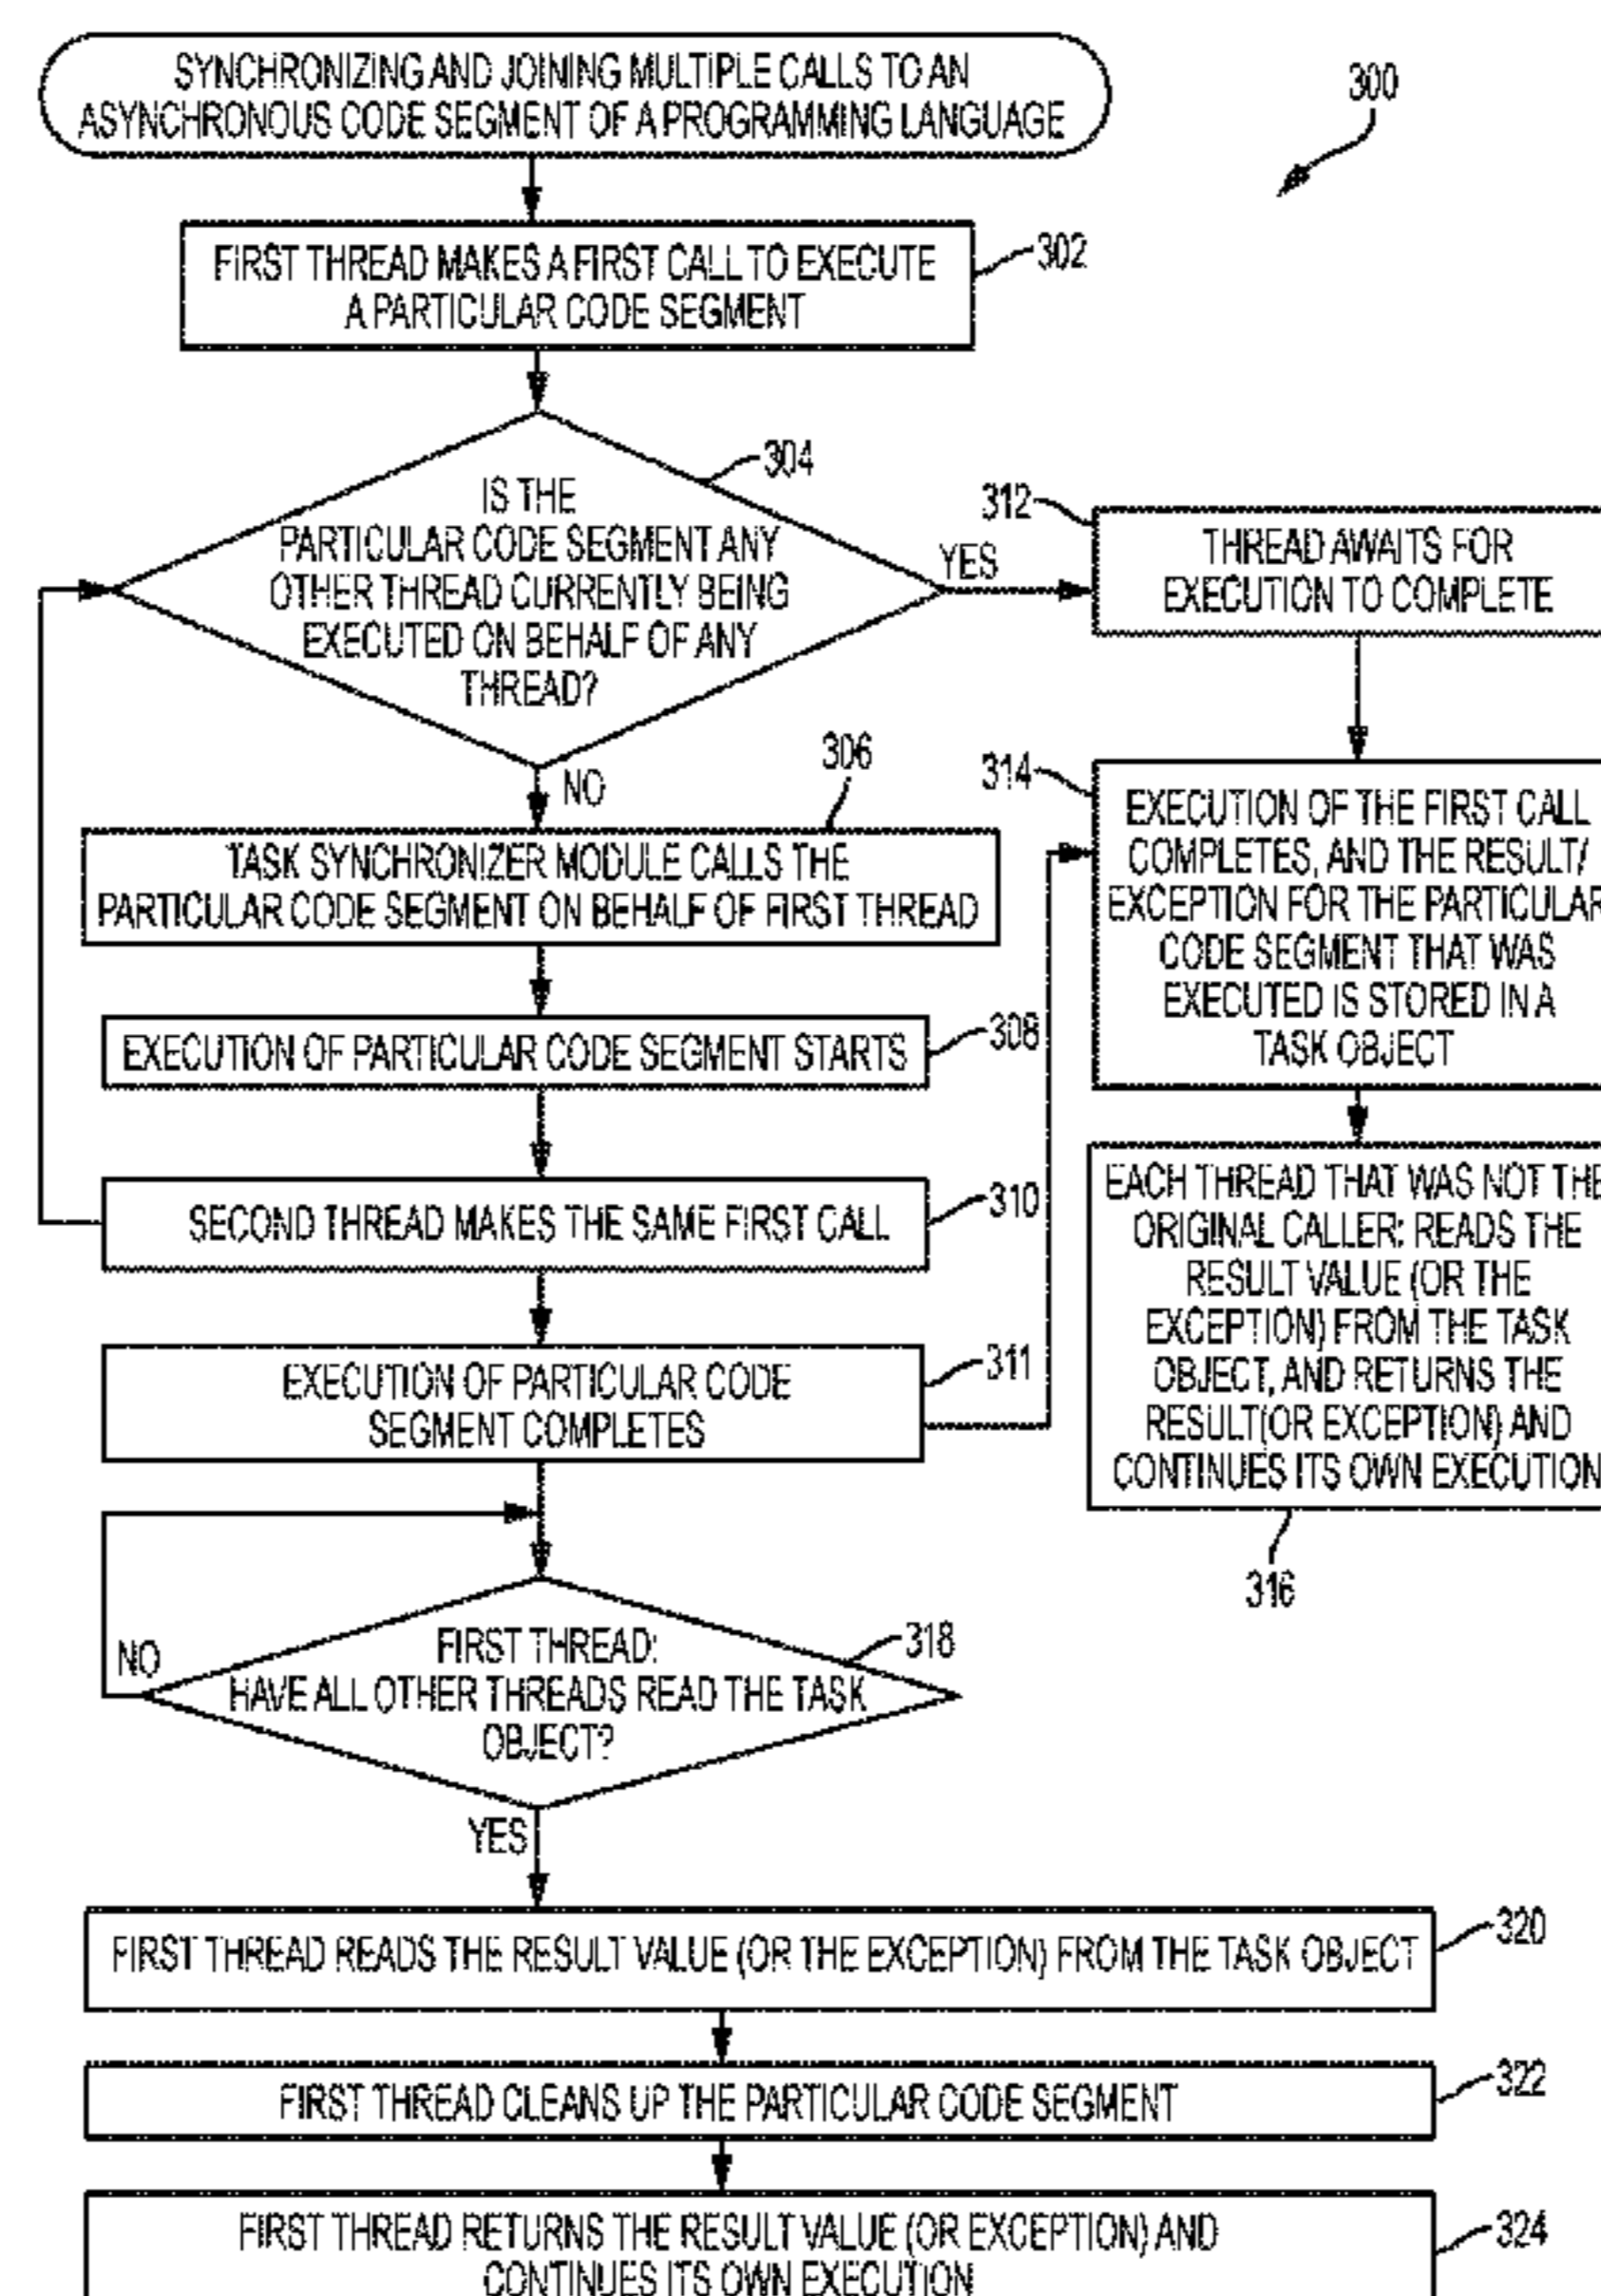 SYNCHRONIZING AND JOINING MULTIPLE CALLS TO AN
ASYNCHRONOUS CODE SEGMENT OF A PROGRAMMING LANGUAGE
300
FIRST THREAD MAKES A FIRST CALL TO EXECUTE
A PARTICULAR CODE SEGMENT
302
304
IS THE
PARTICULAR CODE SEGMENT ANY
OTHER THREAD CURRENTLY BEING
EXECUTED ON BEHALF OF ANY
THREAD?
YES
312
THREAD AWAITS FOR
EXECUTION TO COMPLETE
NO
306
TASK SYNCHRONIZER MODULE CALLS THE
PARTICULAR CODE SEGMENT ON BEHALF OF FIRST THREAD
314
EXECUTION OF THE FIRST CALL
COMPLETES, AND THE RESULT/
EXCEPTION FOR THE PARTICULAR
CODE SEGMENT THAT WAS
EXECUTED IS STORED IN A
TASK OBJECT
EXECUTION OF PARTICULAR CODE SEGMENT STARTS
308
SECOND THREAD MAKES THE SAME FIRST CALL
310
EACH THREAD THAT WAS NOT THE
ORIGINAL CALLER: READS THE
RESULT VALUE (OR THE
EXCEPTION) FROM THE TASK
OBJECT, AND RETURNS THE
RESULT(OR EXCEPTION) AND
CONTINUES ITS OWN EXECUTION
316
EXECUTION OF PARTICULAR CODE
SEGMENT COMPLETES
311
NO
FIRST THREAD:
HAVE ALL OTHER THREADS READ THE TASK
OBJECT?
318
YES
FIRST THREAD READS THE RESULT VALUE (OR THE EXCEPTION) FROM THE TASK OBJECT
320
FIRST THREAD CLEANS UP THE PARTICULAR CODE SEGMENT
322
FIRST THREAD RETURNS THE RESULT VALUE (OR EXCEPTION) AND
CONTINUES ITS OWN EXECUTION
324